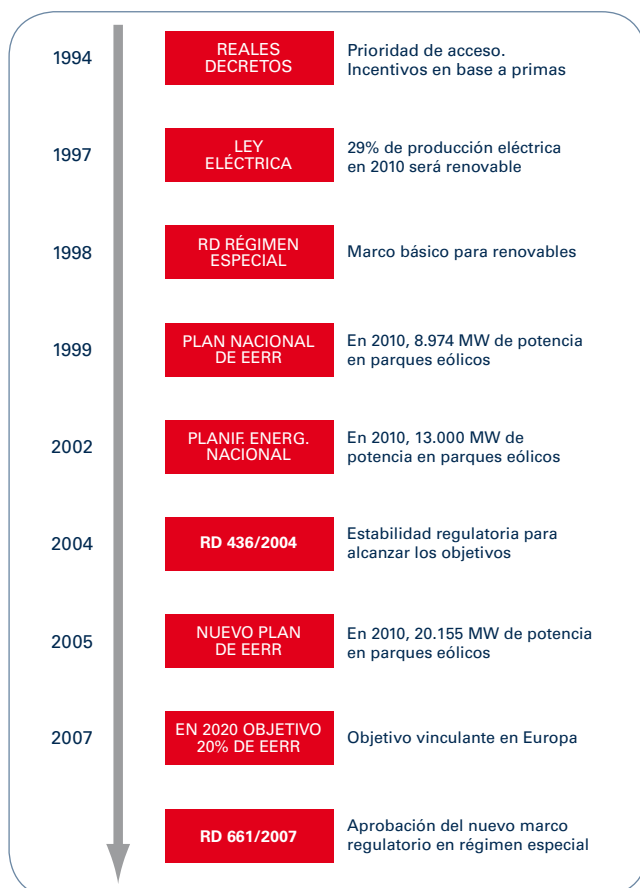 1994
REALES
DECRETOS
Prioridad de acceso.
Incentivos en base a primas
1997
LEY
ELÉCTRICA
29% de producción eléctrica
en 2010 será renovable
1998
RD RÉGIMEN
ESPECIAL
Marco básico para renovables
1999
PLAN NACIONAL
DE EERR
En 2010, 8.974 MW de potencia
en parques eólicos
2002
PLANIF. ENERG.
NACIONAL
En 2010, 13.000 MW de
potencia en parques eólicos
2004
RD 436/2004
Estabilidad regulatoria para
alcanzar los objetivos
2005
NUEVO PLAN
DE EERR
En 2010, 20.155 MW de potencia
en parques eólicos
2007
EN 2020 OBJETIVO
20% DE EERR
Objetivo vinculante en Europa
RD 661/2007
Aprobación del nuevo marco
regulatorio en régimen especial